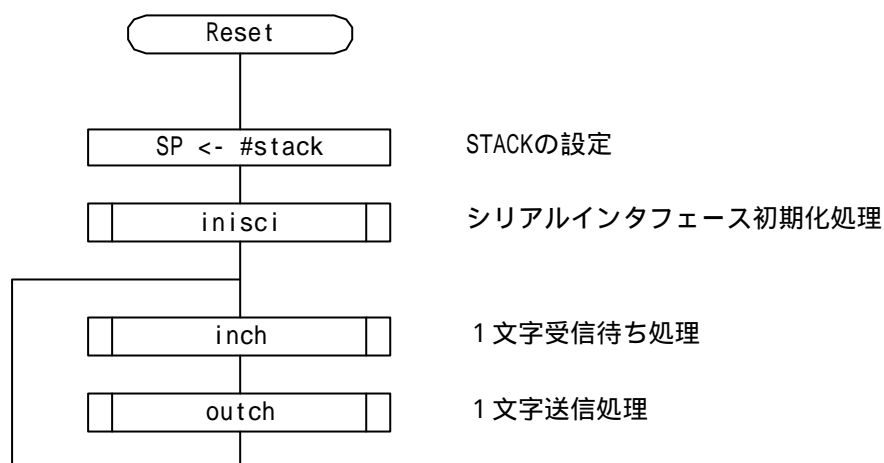 Reset
SP <- #stack STACKの設定
inisci シリアルインタフェース初期化処理
inch １文字受信待ち処理
outch １文字送信処理